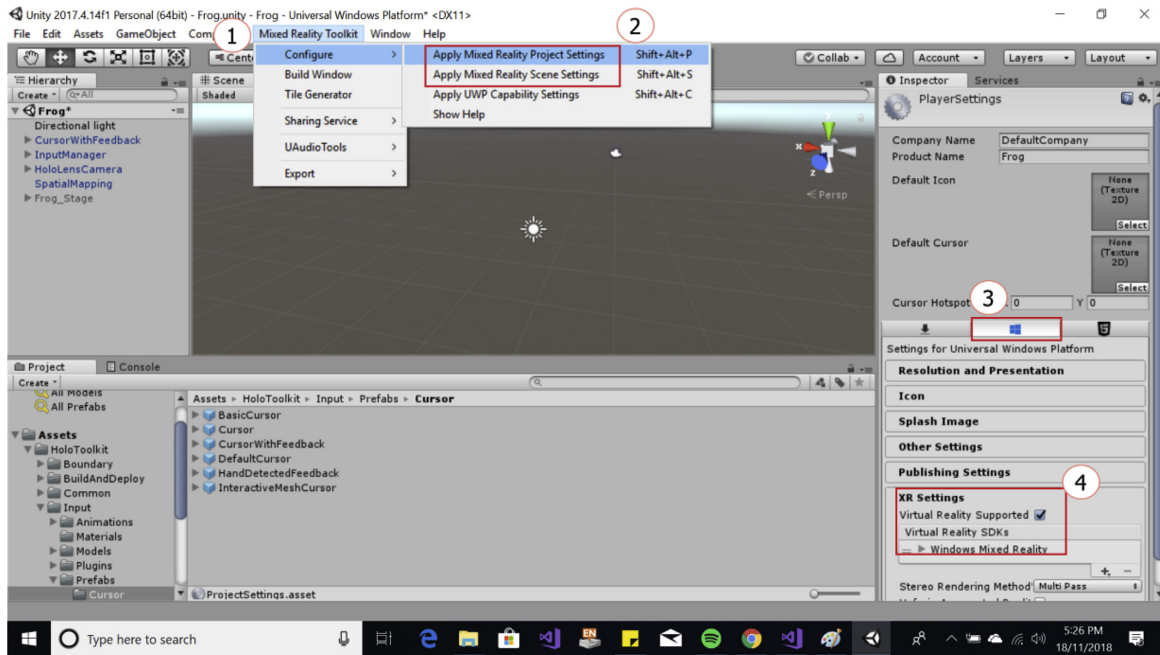 Unity 2017.4.14f1 Personal (64bit) - Frog.unity - Frog - Universal Windows Platform* <DX11>
2
1
File Edit Assets GameObject Mixed Reality Toolkit Window Help
Configure
Apply Mixed Reality Project Settings Shift+Alt+P
Build Window
Apply Mixed Reality Scene Settings Shift+Alt+S
Tile Generator
Apply UWP Capability Settings Shift+Alt+C
Show Help
Sharing Service
UAudioTools
Export
Collab
Account
Layers
Layout
Hierarchy
Create
All
Frog*
Directional light
CursorWithFeedback
InputManager
HoloLensCamera
SpatialMapping
Frog_Stage
# Scene
Shaded
x
z
Persp
Inspector Services
PlayerSettings
Company Name DefaultCompany
Product Name Frog
Default Icon
None
(Texture
2D)
Select
Default Cursor
None
(Texture
2D)
Select
Cursor Hotspot 0 Y 0
3
Settings for Universal Windows Platform
Resolution and Presentation
Icon
Splash Image
Other Settings
Publishing Settings
4
XR Settings
Virtual Reality Supported
Virtual Reality SDKs
Windows Mixed Reality
+ −
Stereo Rendering Method* Multi Pass
Project Console
Create
All Models
All Prefabs
Assets
HoloToolkit
Boundary
BuildAndDeploy
Common
Input
Animations
Materials
Models
Plugins
Prefabs
Cursor
Assets HoloToolkit Input Prefabs Cursor
BasicCursor
Cursor
CursorWithFeedback
DefaultCursor
HandDetectedFeedback
InteractiveMeshCursor
ProjectSettings.asset
Type here to search
EN
5:26 PM
18/11/2018